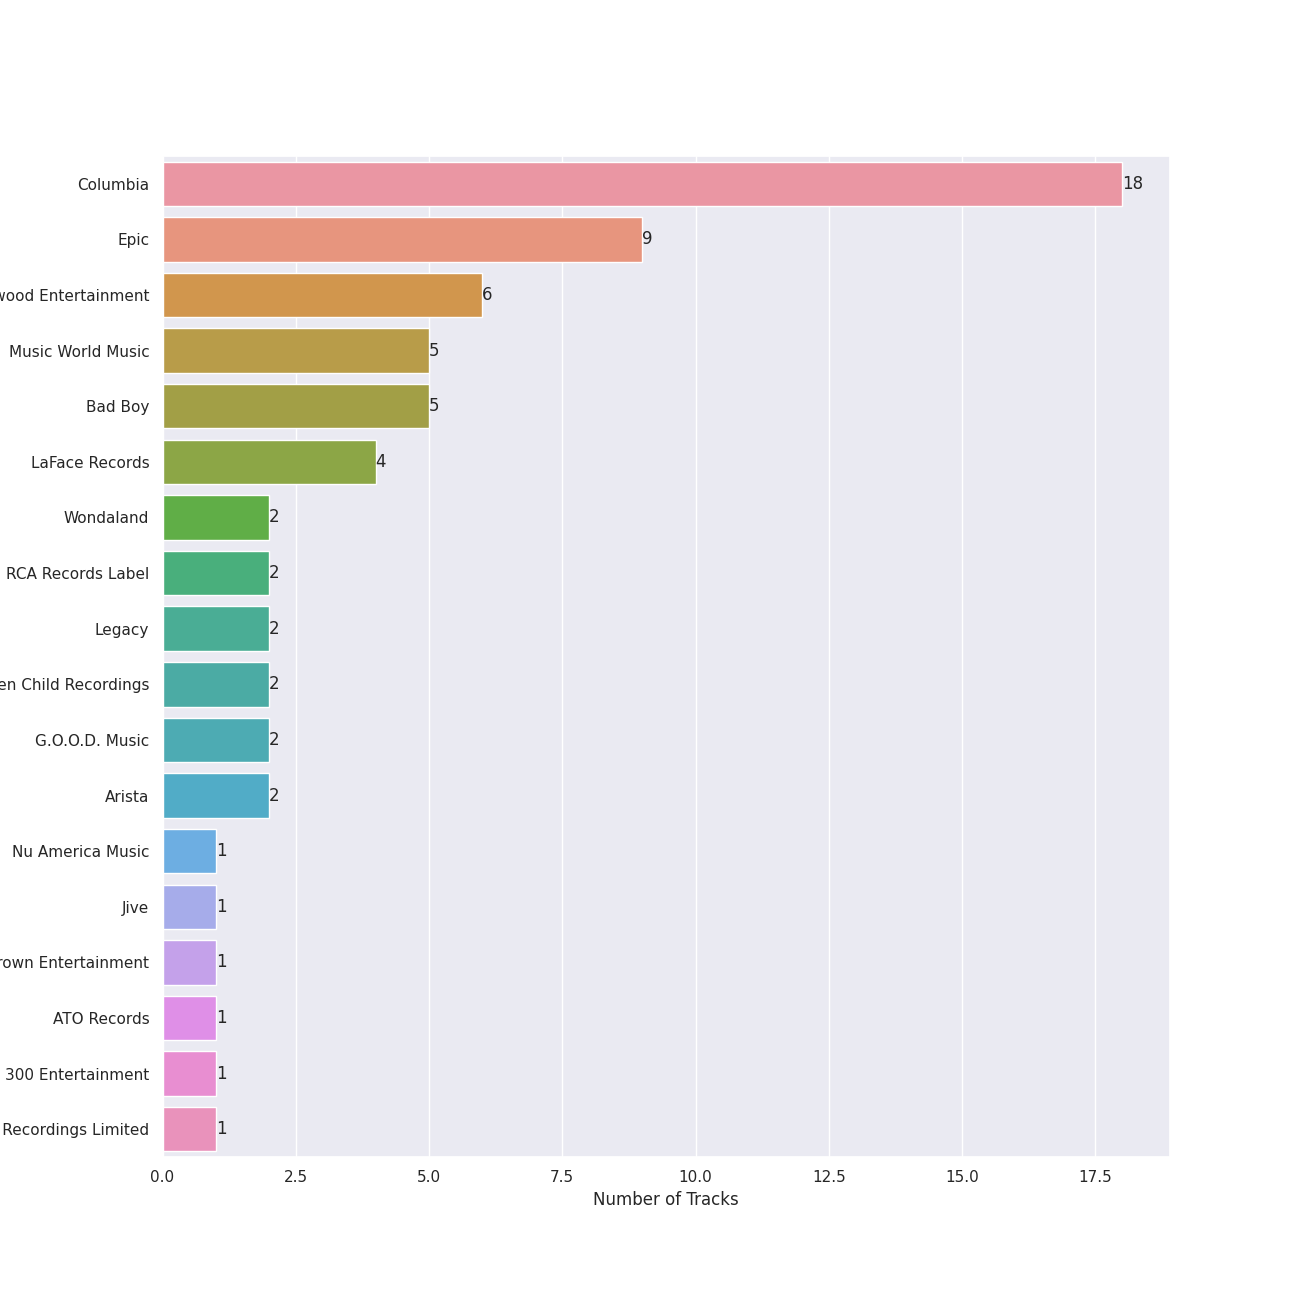 Columbia 18
Epic 9
Entertainment 6
Music World Music 5
Bad Boy 5
LaFace Records 4
Wondaland 2
RCA Records Label 2
Legacy 2
Child Recordings 2
G.O.O.D. Music 2
Arista 2
Nu America Music 1
Jive 1
Entertainment 1
ATO Records 1
300 Entertainment 1
Recordings Limited 1
0.0 2.5 5.0 7.5 10.0 12.5 15.0 17.5
Number of Tracks